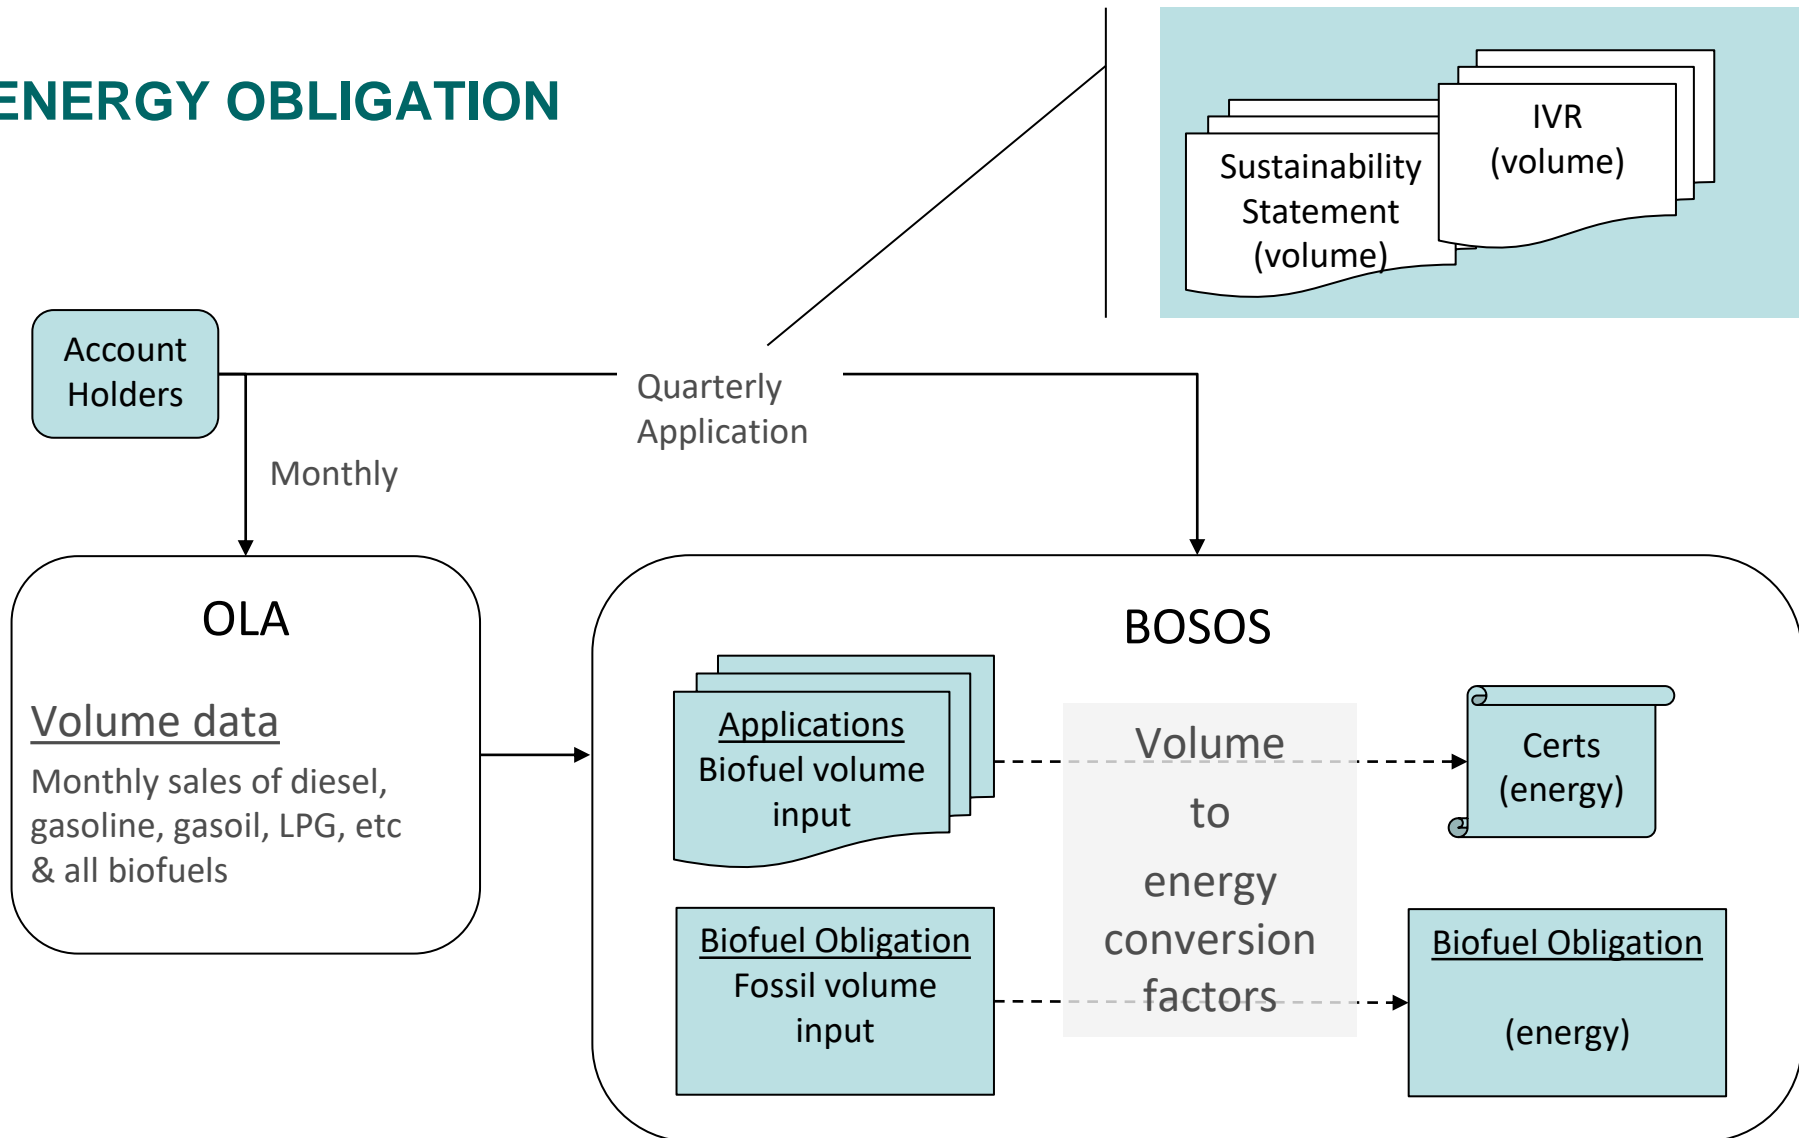 ENERGY OBLIGATION
Sustainability
Statement
(volume)
IVR
(volume)
Account
Holders
Quarterly
Application
Monthly
OLA
Volume data
Monthly sales of diesel,
gasoline, gasoil, LPG, etc
& all biofuels
BOSOS
Applications
Biofuel volume
input
Volume
to
energy
conversion
factors
Certs
(energy)
Biofuel Obligation
Fossil volume
input
Biofuel Obligation
(energy)